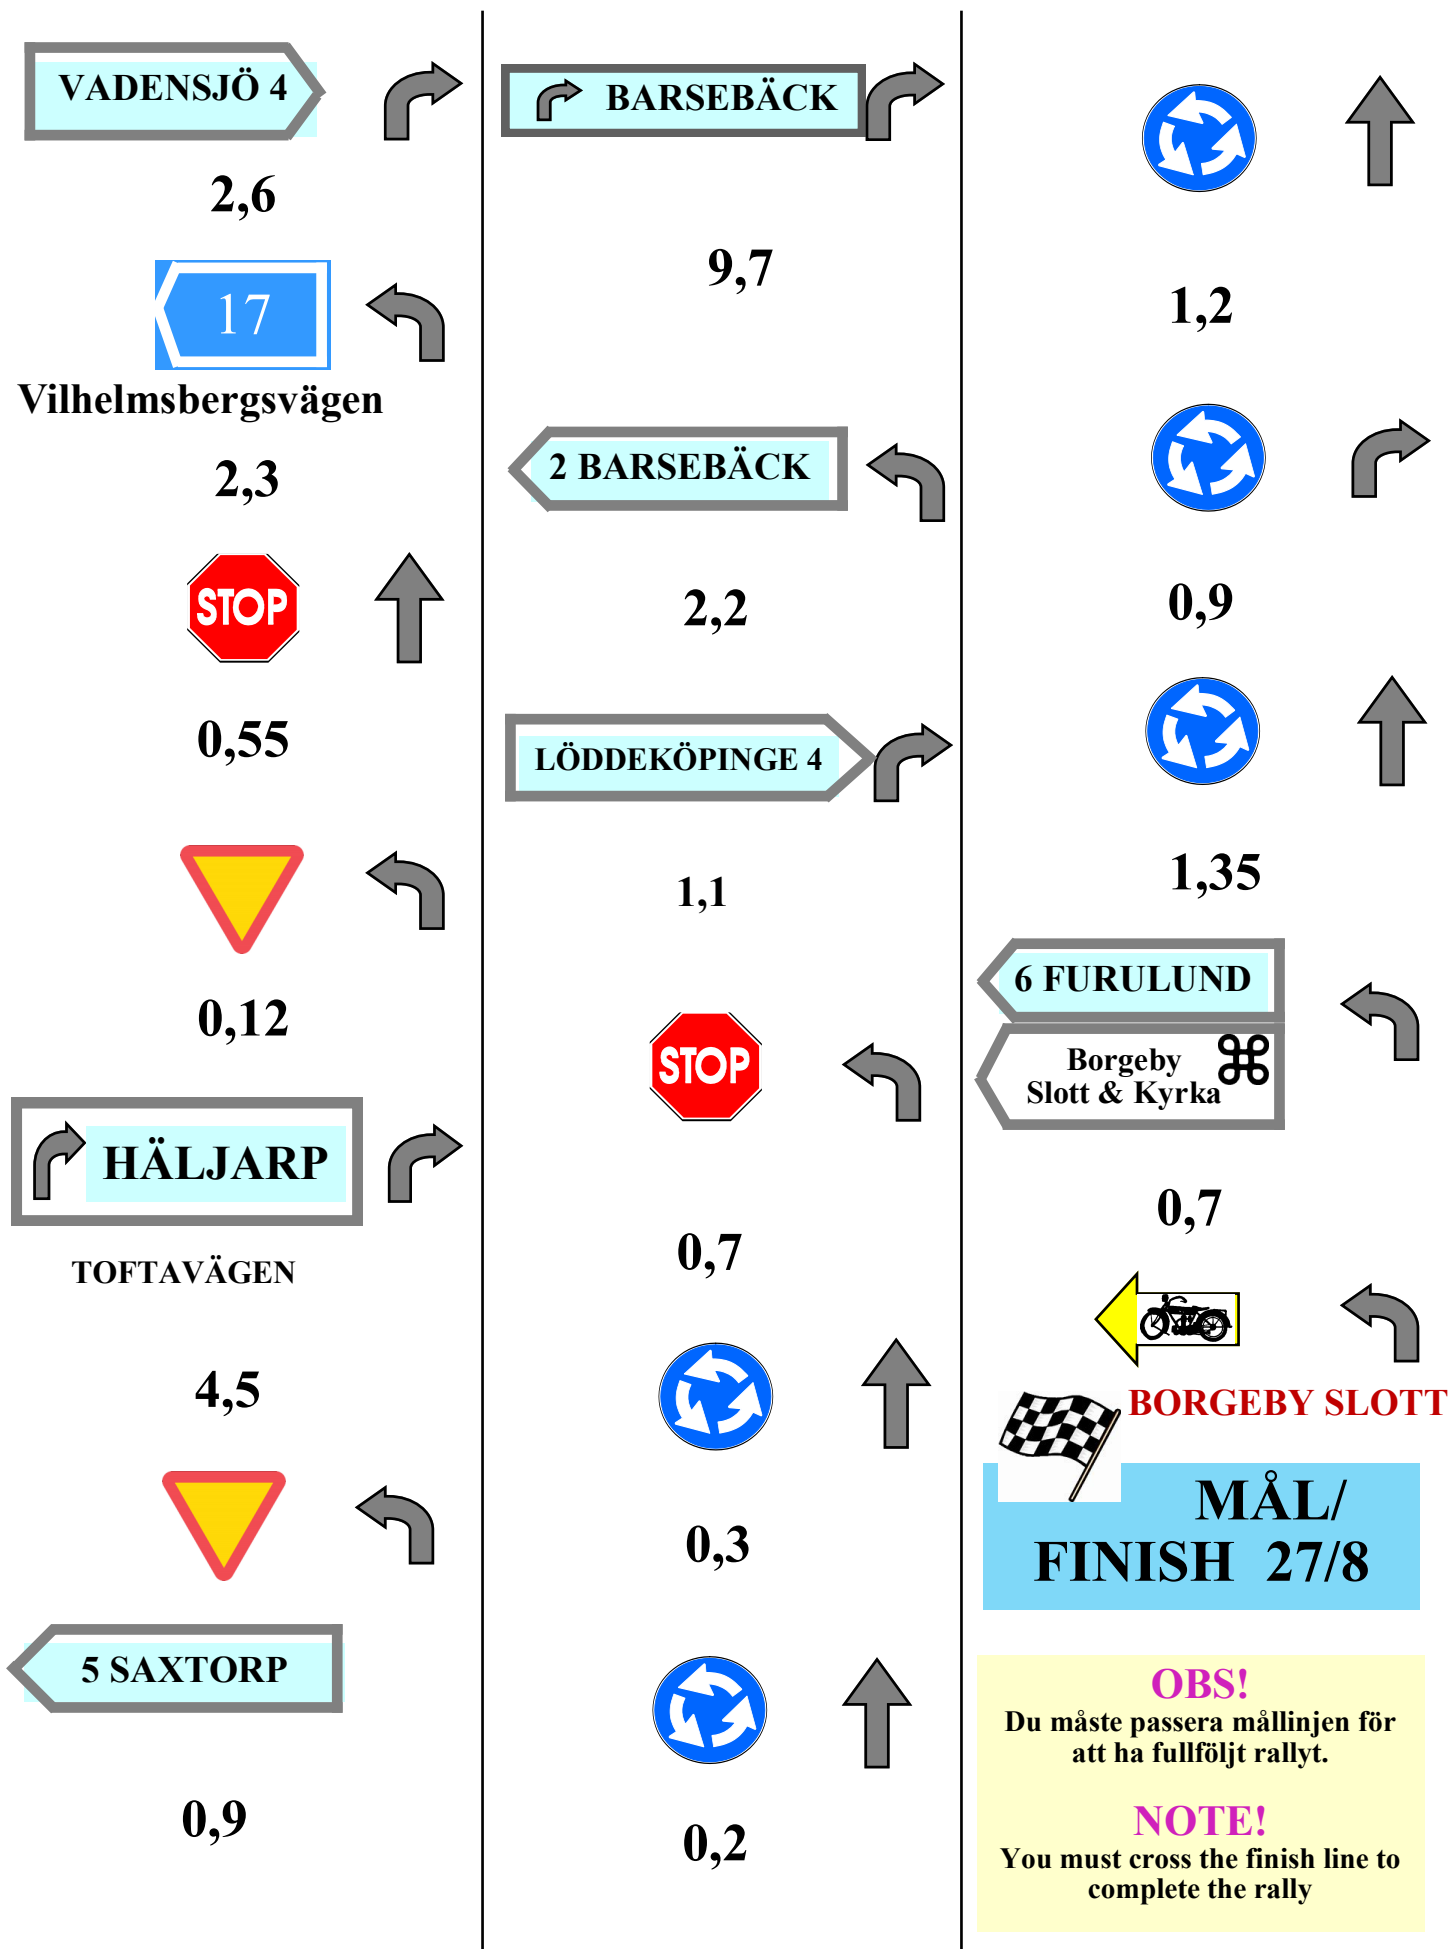 VADENSJÖ 4
2,6
17
Vilhelmsbergsvägen
2,3
STOP
0,55
0,12
HÄLJARP
TOFTAVÄGEN
4,5
5 SAXTORP
0,9
BARSEBÄCK
9,7
2 BARSEBÄCK
2,2
LÖDDEKÖPINGE 4
1,1
STOP
0,7
0,3
0,2
1,2
0,9
1,35
6 FURULUND
Borgeby
Slott & Kyrka
0,7
BORGEBY SLOTT
MÅL/
FINISH 27/8
OBS!
Du måste passera mållinjen för
att ha fullföljt rallyt.
NOTE!
You must cross the finish line to
complete the rally